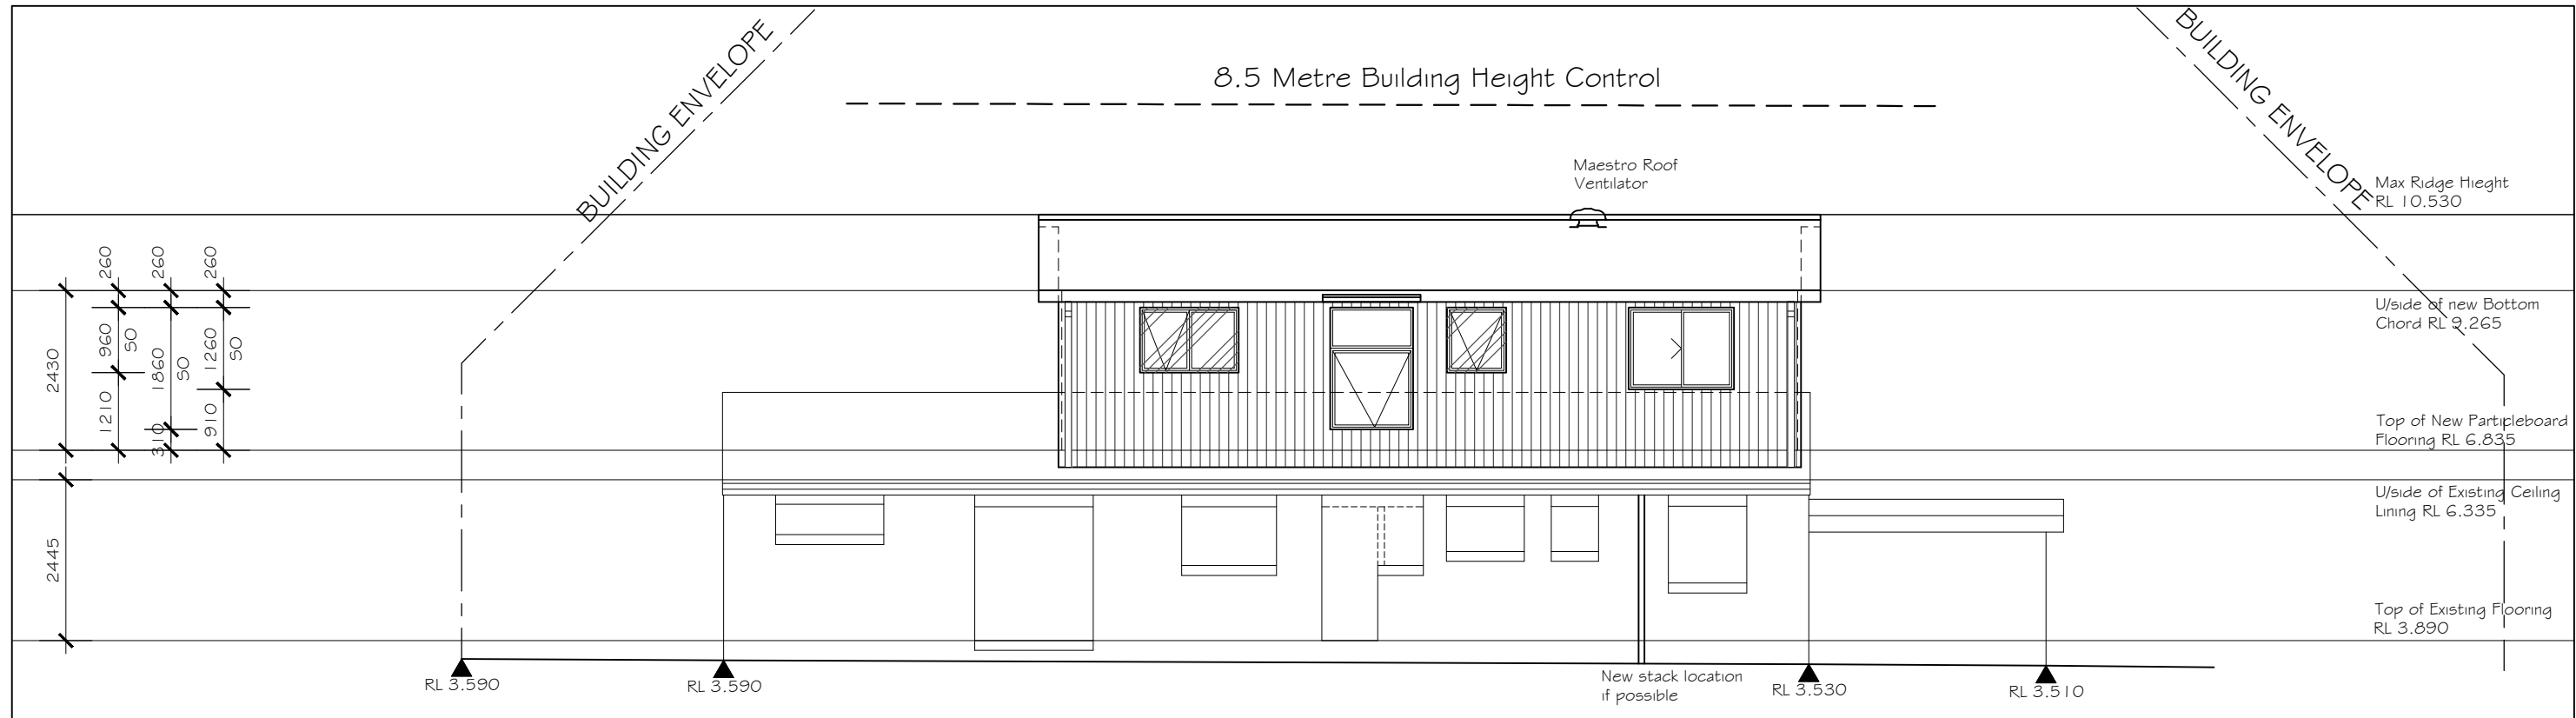 BUILDING ENVELOPE
8.5 Metre Building Height Control
BUILDING ENVELOPE
Maestro Roof
Ventilator
Max Ridge Hieght
RL 10.530
260
260
260
U/side of new Bottom
Chord RL 9.265
2430
960
SO
1860
SO
1260
SO
1210
310
910
Top of New Particleboard
Flooring RL 6.835
U/side of Existing Ceiling
Lining RL 6.335
2445
Top of Existing Flooring
RL 3.890
RL 3.590
RL 3.590
New stack location
if possible
RL 3.530
RL 3.510